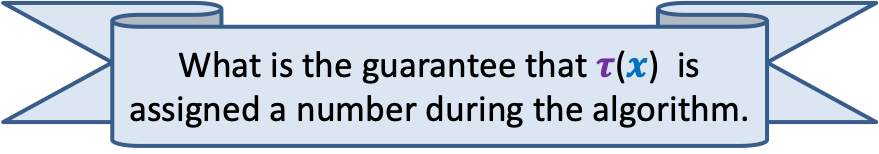 What is the guarantee that 𝝉(𝒙) is
assigned a number during the algorithm.